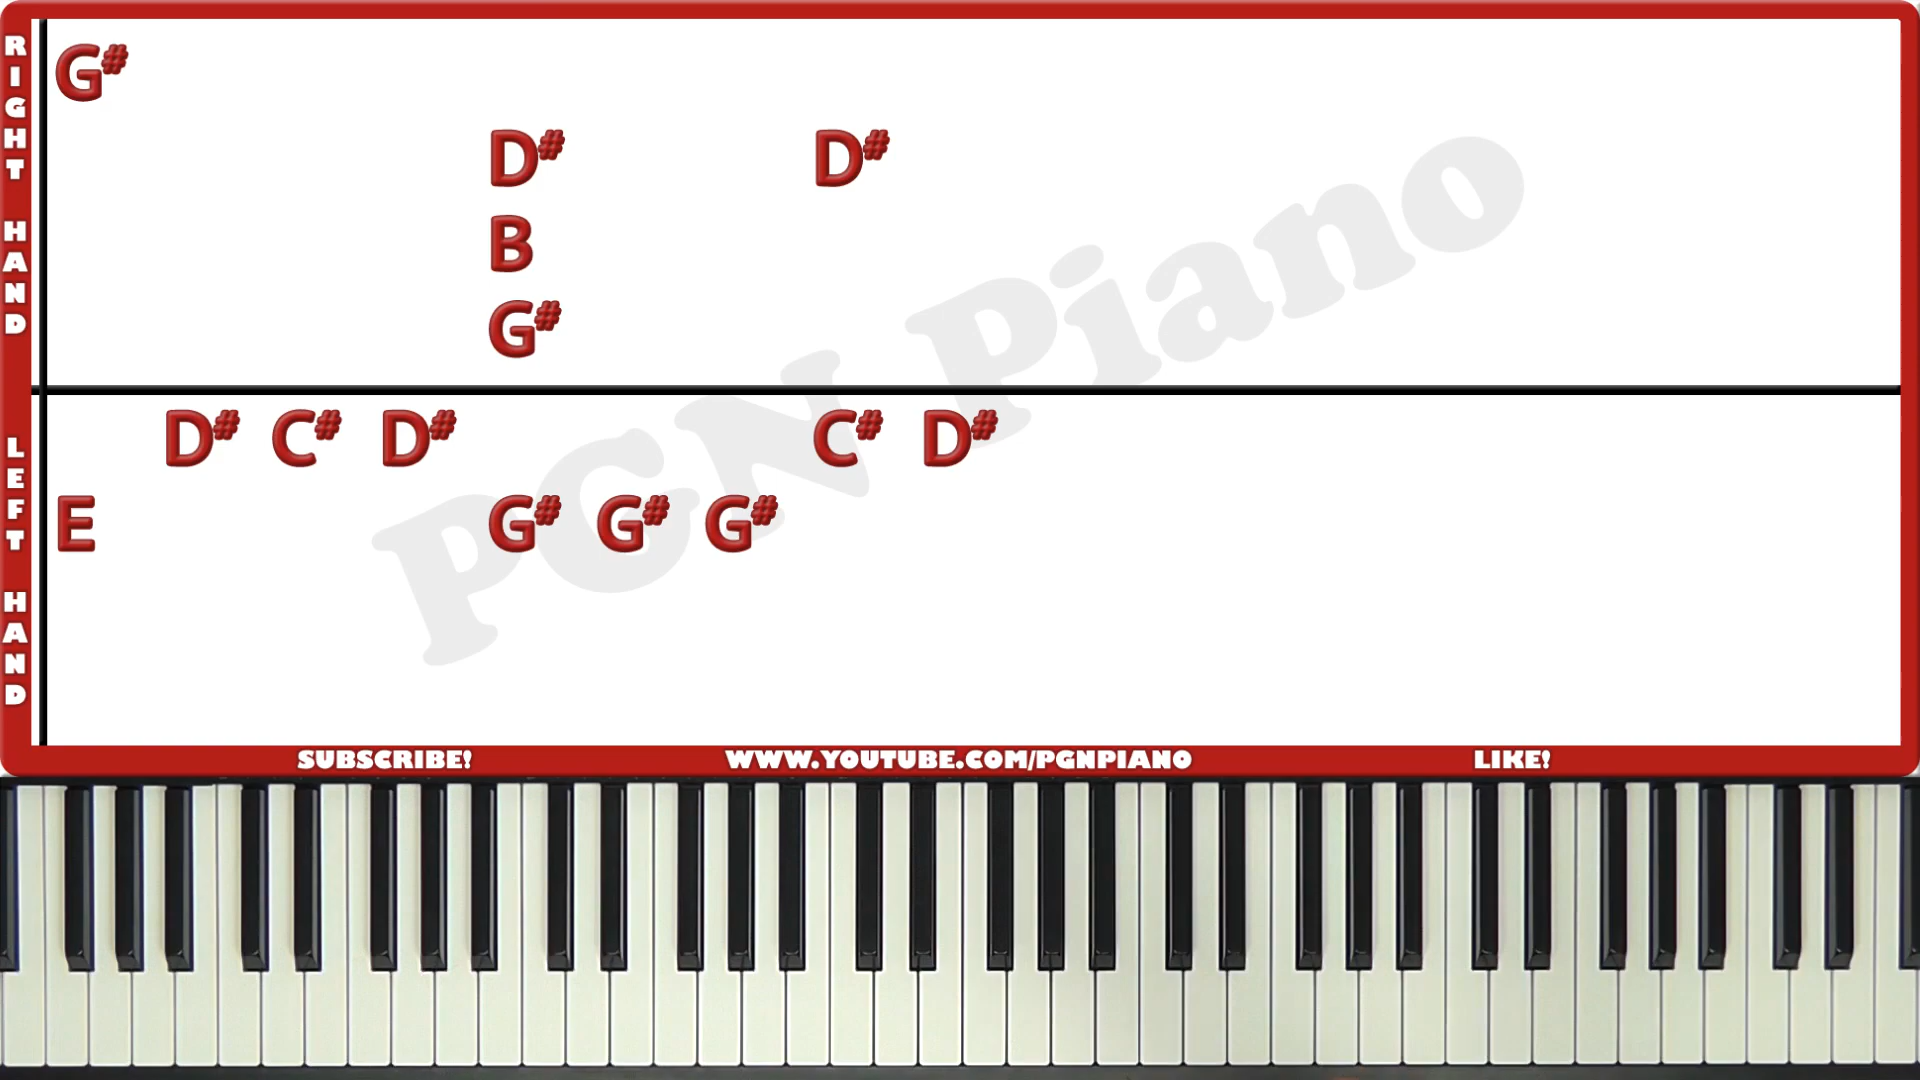 RIGHT HAND
G#
D# D#
B
G#
LEFT HAND
D# C# D# C# D#
E G# G# G#
PGN Piano
SUBSCRIBE! WWW.YOUTUBE.COM/PGNPIANO LIKE!